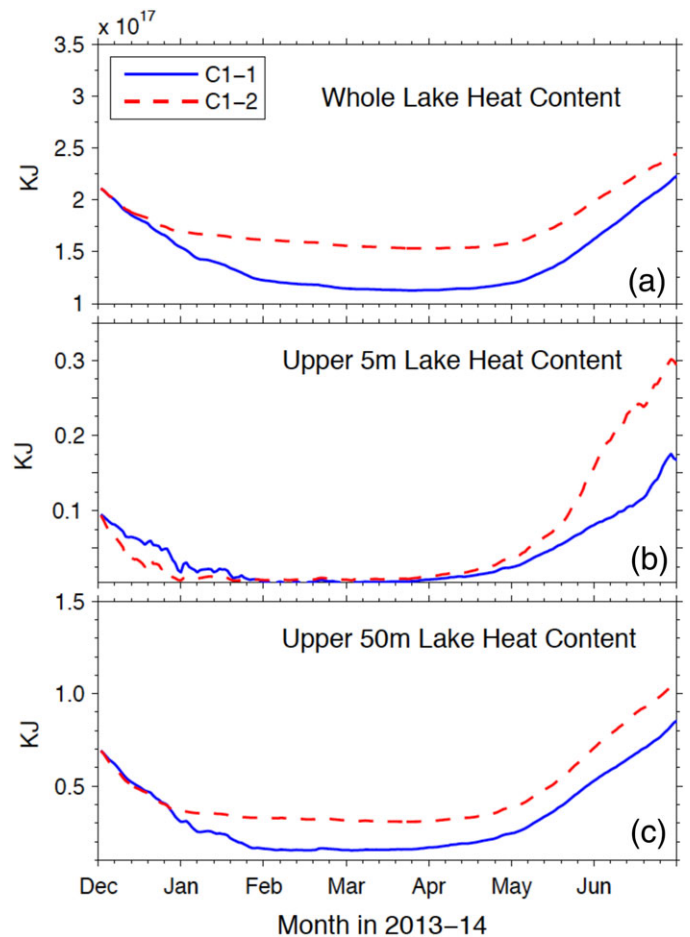 x 10^17
3.5
3
2.5
2
1.5
1
KJ
C1-1
C1-2
Whole Lake Heat Content
(a)
0.3
0.2
0.1
KJ
Upper 5m Lake Heat Content
(b)
1.5
1.0
0.5
KJ
Upper 50m Lake Heat Content
(c)
Dec Jan Feb Mar Apr May Jun
Month in 2013-14